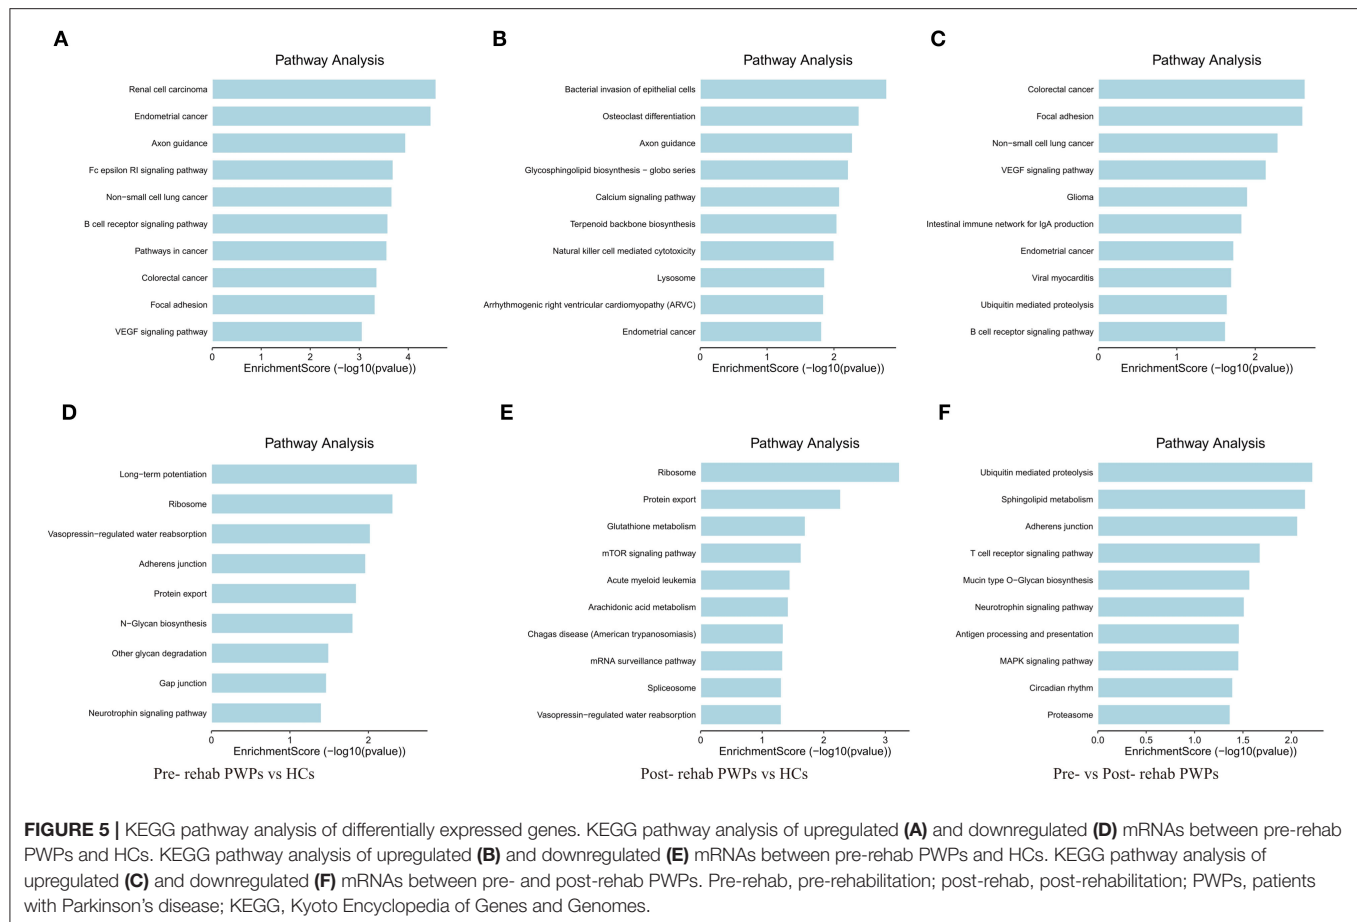 A
Pathway Analysis
Renal cell carcinoma
Endometrial cancer
Axon guidance
Fc epsilon RI signaling pathway
Non−small cell lung cancer
B cell receptor signaling pathway
Pathways in cancer
Colorectal cancer
Focal adhesion
VEGF signaling pathway
0 1 2 3 4
EnrichmentScore (−log10(pvalue))
B
Pathway Analysis
Bacterial invasion of epithelial cells
Osteoclast differentiation
Axon guidance
Glycosphingolipid biosynthesis − globo series
Calcium signaling pathway
Terpenoid backbone biosynthesis
Natural killer cell mediated cytotoxicity
Lysosome
Arrhythmogenic right ventricular cardiomyopathy (ARVC)
Endometrial cancer
0 1 2
EnrichmentScore (−log10(pvalue))
C
Pathway Analysis
Colorectal cancer
Focal adhesion
Non−small cell lung cancer
VEGF signaling pathway
Glioma
Intestinal immune network for IgA production
Endometrial cancer
Viral myocarditis
Ubiquitin mediated proteolysis
B cell receptor signaling pathway
0 1 2
EnrichmentScore (−log10(pvalue))
D
Pathway Analysis
Long−term potentiation
Ribosome
Vasopressin−regulated water reabsorption
Adherens junction
Protein export
N−Glycan biosynthesis
Other glycan degradation
Gap junction
Neurotrophin signaling pathway
0 1 2
EnrichmentScore (−log10(pvalue))
Pre- rehab PWPs vs HCs
E
Pathway Analysis
Ribosome
Protein export
Glutathione metabolism
mTOR signaling pathway
Acute myeloid leukemia
Arachidonic acid metabolism
Chagas disease (American trypanosomiasis)
mRNA surveillance pathway
Spliceosome
Vasopressin−regulated water reabsorption
0 1 2 3
EnrichmentScore (−log10(pvalue))
Post- rehab PWPs vs HCs
F
Pathway Analysis
Ubiquitin mediated proteolysis
Sphingolipid metabolism
Adherens junction
T cell receptor signaling pathway
Mucin type O−Glycan biosynthesis
Neurotrophin signaling pathway
Antigen processing and presentation
MAPK signaling pathway
Circadian rhythm
Proteasome
0.0 0.5 1.0 1.5 2.0
EnrichmentScore (−log10(pvalue))
Pre- vs Post- rehab PWPs
FIGURE 5 | KEGG pathway analysis of differentially expressed genes. KEGG pathway analysis of upregulated (A) and downregulated (D) mRNAs between pre-rehab
PWPs and HCs. KEGG pathway analysis of upregulated (B) and downregulated (E) mRNAs between pre-rehab PWPs and HCs. KEGG pathway analysis of
upregulated (C) and downregulated (F) mRNAs between pre- and post-rehab PWPs. Pre-rehab, pre-rehabilitation; post-rehab, post-rehabilitation; PWPs, patients
with Parkinson's disease; KEGG, Kyoto Encyclopedia of Genes and Genomes.